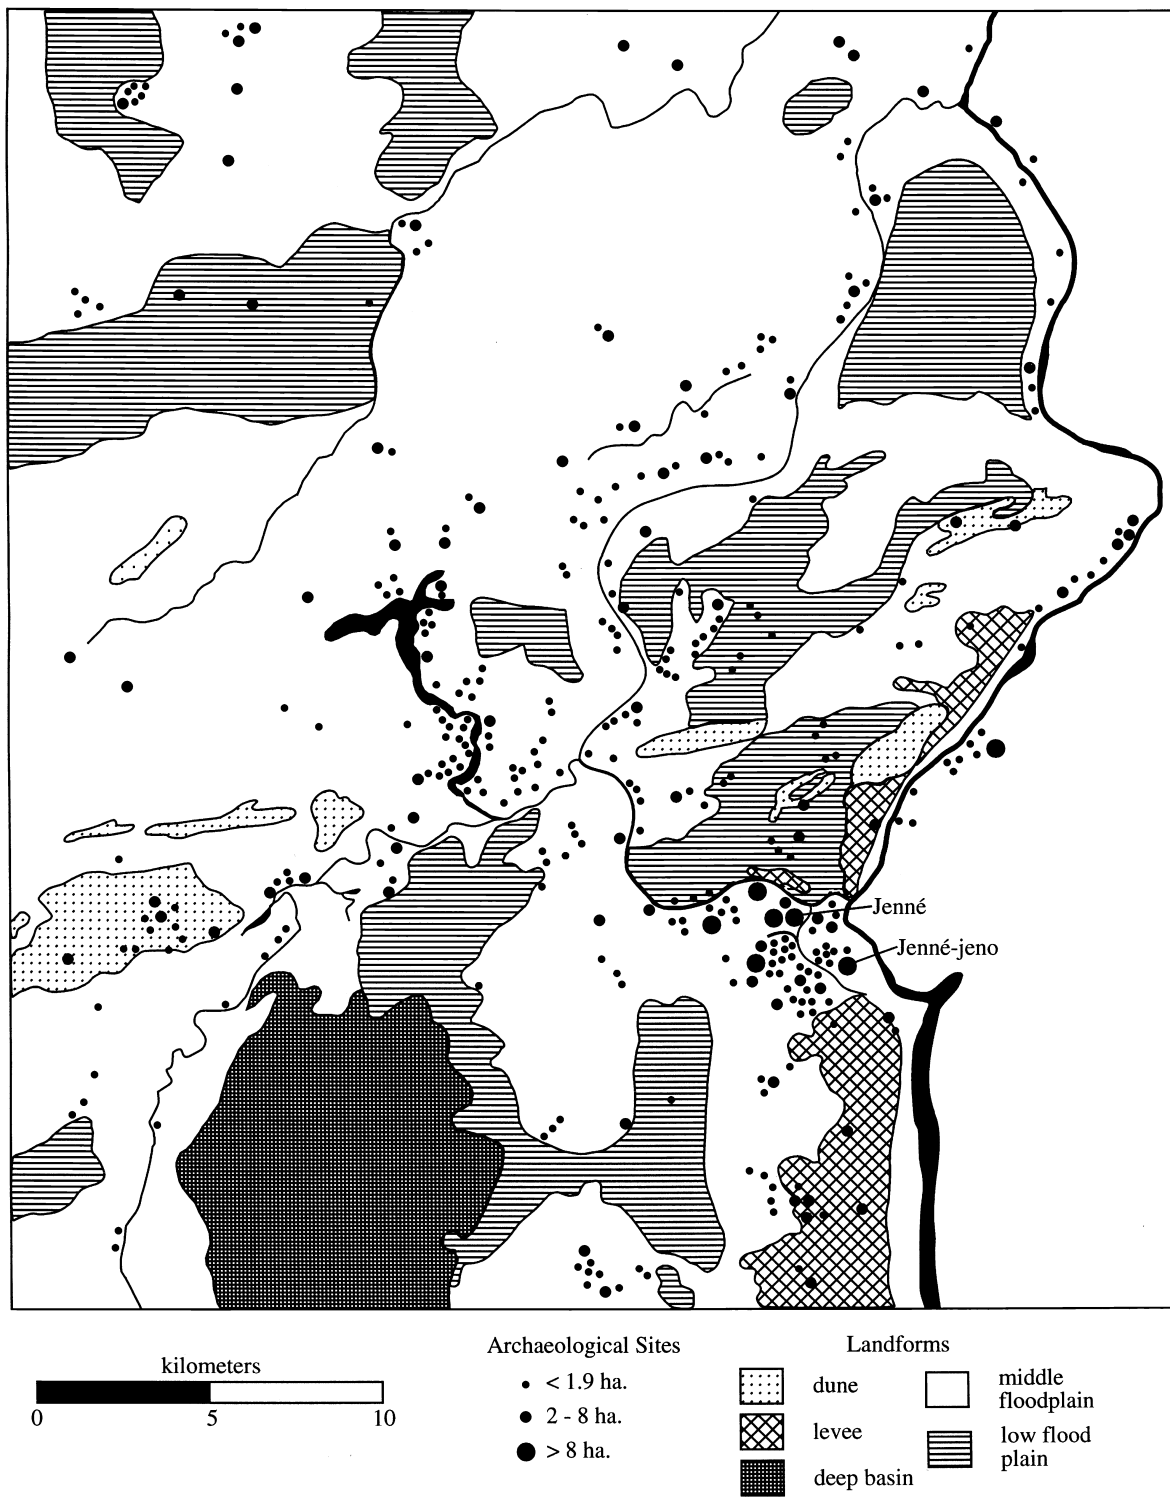 Jenné
Jenné-jeno
kilometers
0 5 10
Archaeological Sites
< 1.9 ha.
2 - 8 ha.
> 8 ha.
Landforms
dune
levee
deep basin
middle
floodplain
low flood
plain